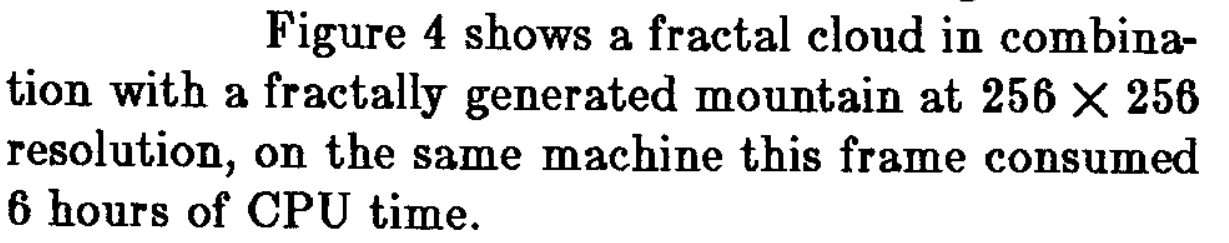 Figure 4 shows a fractal cloud in combina-
tion with a fractally generated mountain at 256 × 256
resolution, on the same machine this frame consumed
6 hours of CPU time.